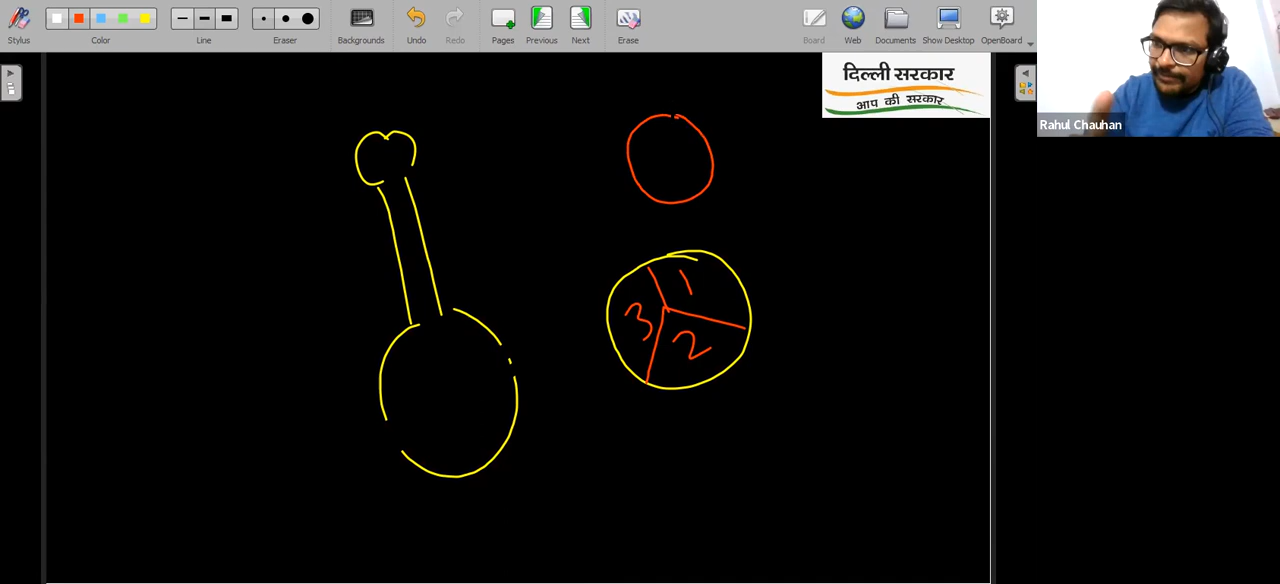 Stylus
Color
Line
Eraser
Backgrounds
Undo
Redo
Pages
Previous
Next
Erase
Board
Web
Documents
Show Desktop
OpenBoard
दिल्ली सरकार
आप की सरकार
Rahul Chauhan
1
3
2